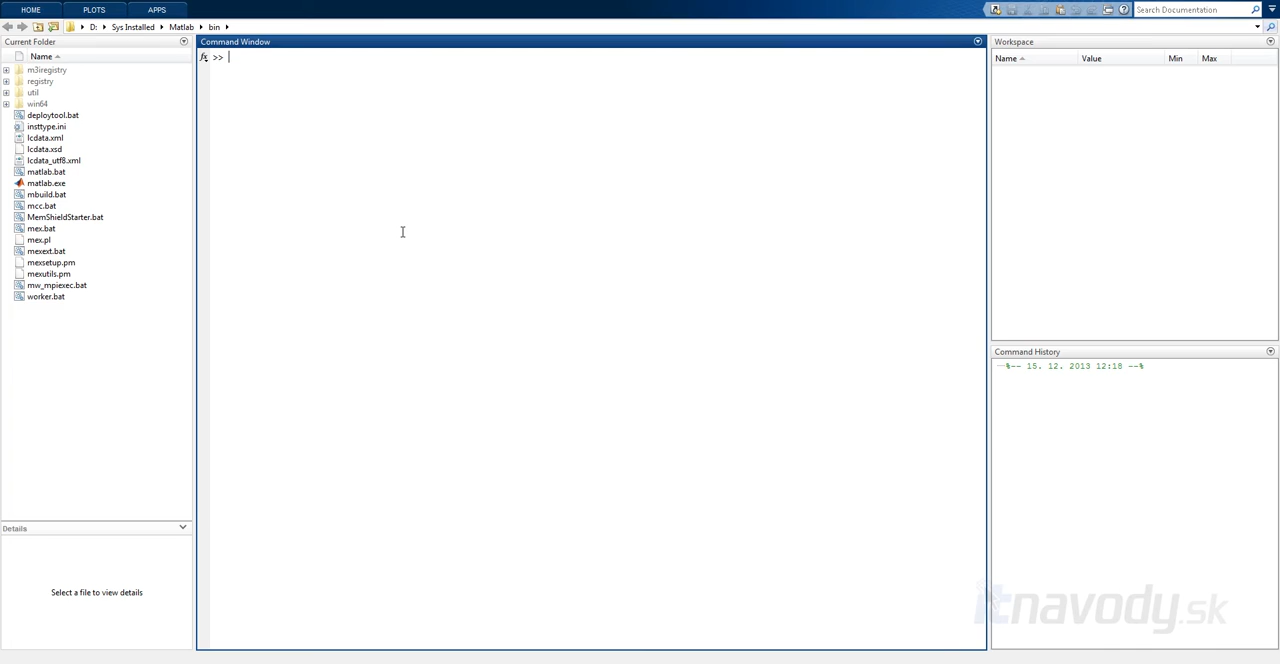 HOME PLOTS APPS
Search Documentation
D: Sys Installed Matlab bin
Current Folder
Name
m3iregistry
registry
util
win64
deploytool.bat
insttype.ini
lcdata.xml
lcdata.xsd
lcdata_utf8.xml
matlab.bat
matlab.exe
mbuild.bat
mcc.bat
MemShieldStarter.bat
mex.bat
mex.pl
mexext.bat
mexsetup.pm
mexutils.pm
mw_mpiexec.bat
worker.bat
Details
Select a file to view details
Command Window
fx >>
Workspace
Name Value Min Max
Command History
%-- 15. 12. 2013 12:18 --%
itnavody.sk